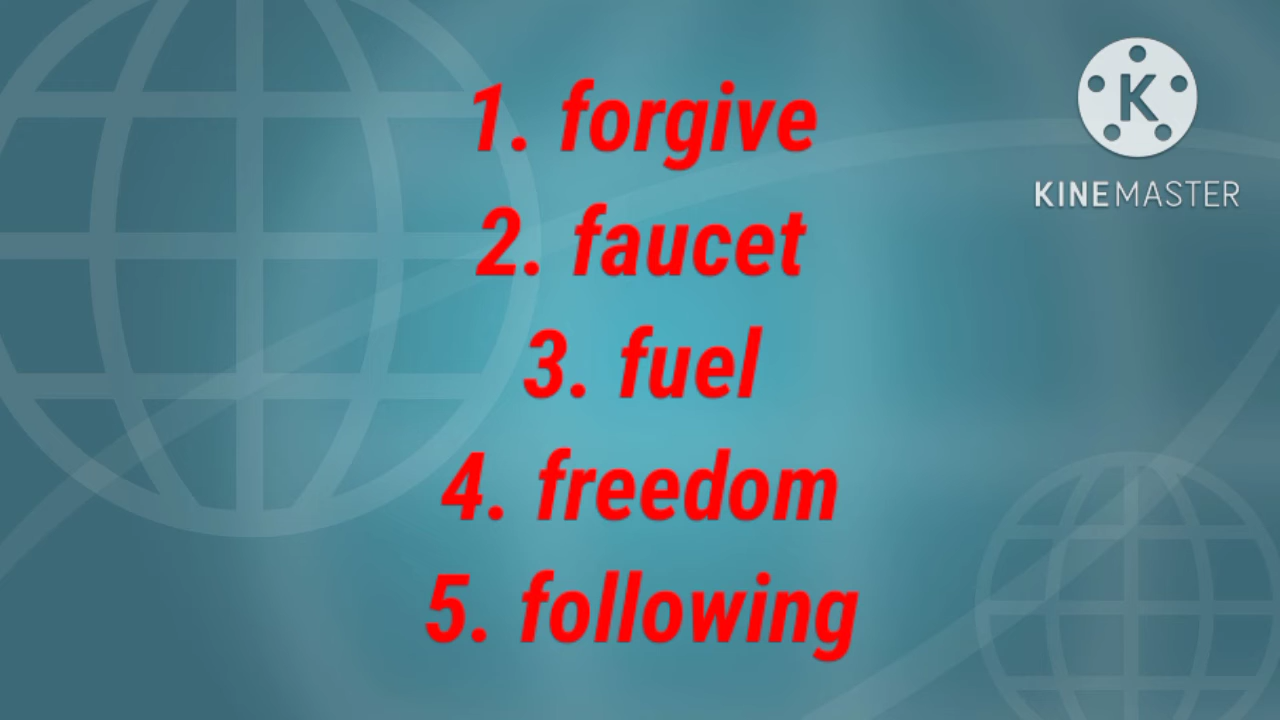 1. forgive
K
KINEMASTER
2. faucet
3. fuel
4. freedom
5. following